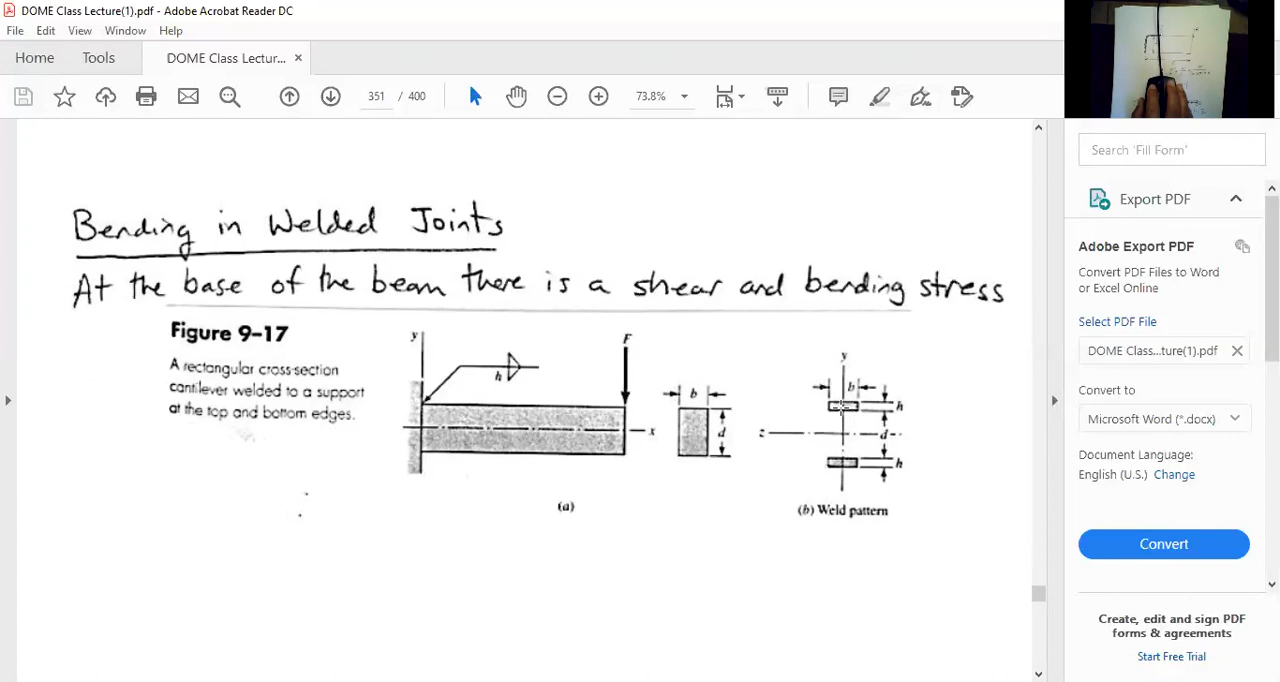 DOME Class Lecture(1).pdf - Adobe Acrobat Reader DC
File Edit View Window Help
Home Tools DOME Class Lectur... ×
351 / 400 73.8%
Search 'Fill Form'
Export PDF
Adobe Export PDF
Convert PDF Files to Word
or Excel Online
Select PDF File
DOME Class...ture(1).pdf ×
Convert to
Microsoft Word (*.docx)
Document Language:
English (U.S.) Change
Convert
Create, edit and sign PDF
forms & agreements
Start Free Trial
Bending in Welded Joints
At the base of the beam there is a shear and bending stress
Figure 9–17
A rectangular cross-section
cantilever welded to a support
at the top and bottom edges.
y
h
F
x
b
d
(a)
y
b
h
z
d
h
(b) Weld pattern